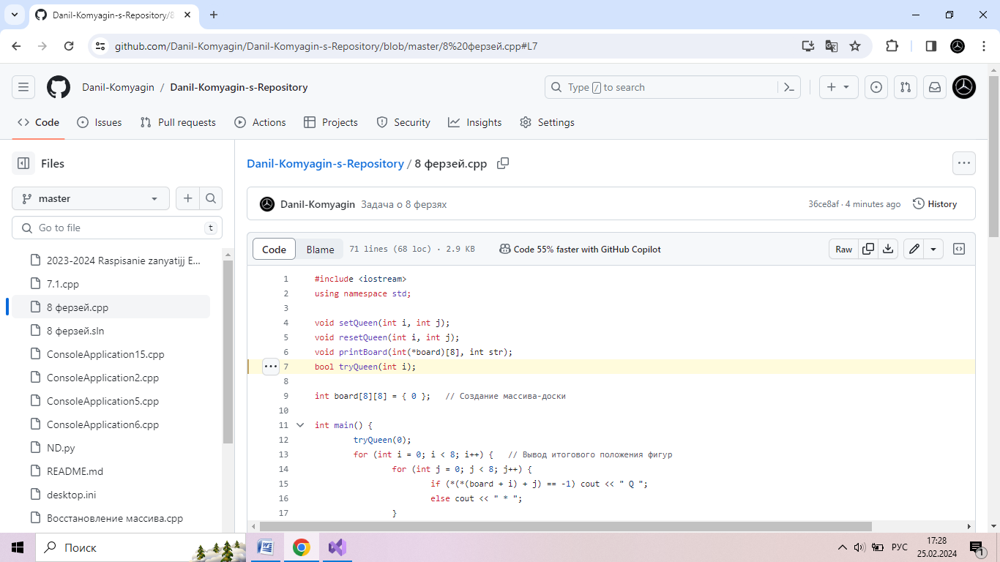 Danil-Komyagin-s-Repository/8
github.com/Danil-Komyagin/Danil-Komyagin-s-Repository/blob/master/8%20ферзей.cpp#L7
Danil-Komyagin / Danil-Komyagin-s-Repository
Type / to search
Code
Issues
Pull requests
Actions
Projects
Security
Insights
Settings
Files
master
Go to file
t
2023-2024 Raspisanie zanyatijj E...
7.1.cpp
8 ферзей.cpp
8 ферзей.sln
ConsoleApplication15.cpp
ConsoleApplication2.cpp
ConsoleApplication5.cpp
ConsoleApplication6.cpp
ND.py
README.md
desktop.ini
Восстановление массива.cpp
Danil-Komyagin-s-Repository / 8 ферзей.cpp
Danil-Komyagin Задача о 8 ферзях
36ce8af · 4 minutes ago
History
Code
Blame
71 lines (68 loc) · 2.9 KB
Code 55% faster with GitHub Copilot
Raw
1 #include <iostream>
2 using namespace std;
3
4 void setQueen(int i, int j);
5 void resetQueen(int i, int j);
6 void printBoard(int(*board)[8], int str);
7 bool tryQueen(int i);
8
9 int board[8][8] = { 0 }; // Создание массива-доски
10
11 int main() {
12 tryQueen(0);
13 for (int i = 0; i < 8; i++) { // Вывод итогового положения фигур
14 for (int j = 0; j < 8; j++) {
15 if (*(*(board + i) + j) == -1) cout << " Q ";
16 else cout << " * ";
17 }
Поиск
РУС
17:28
25.02.2024
1